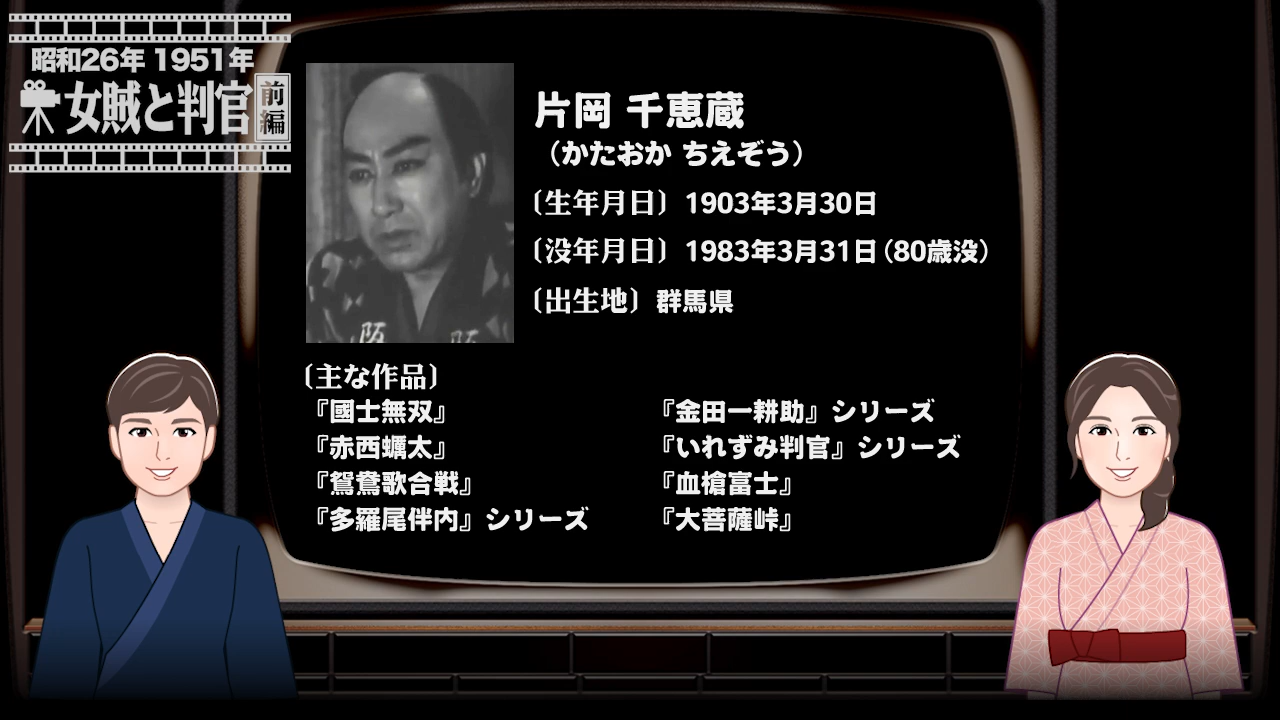 昭和26年 1951年
女賊と判官 前編
片岡 千恵蔵
（かたおか ちえぞう）
〔生年月日〕 1903年3月30日
〔没年月日〕 1983年3月31日（80歳没）
〔出生地〕 群馬県
阪 阪
〔主な作品〕
『國士無双』
『赤西蠣太』
『鴛鴦歌合戦』
『多羅尾伴内』シリーズ
『金田一耕助』シリーズ
『いれずみ判官』シリーズ
『血槍富士』
『大菩薩峠』